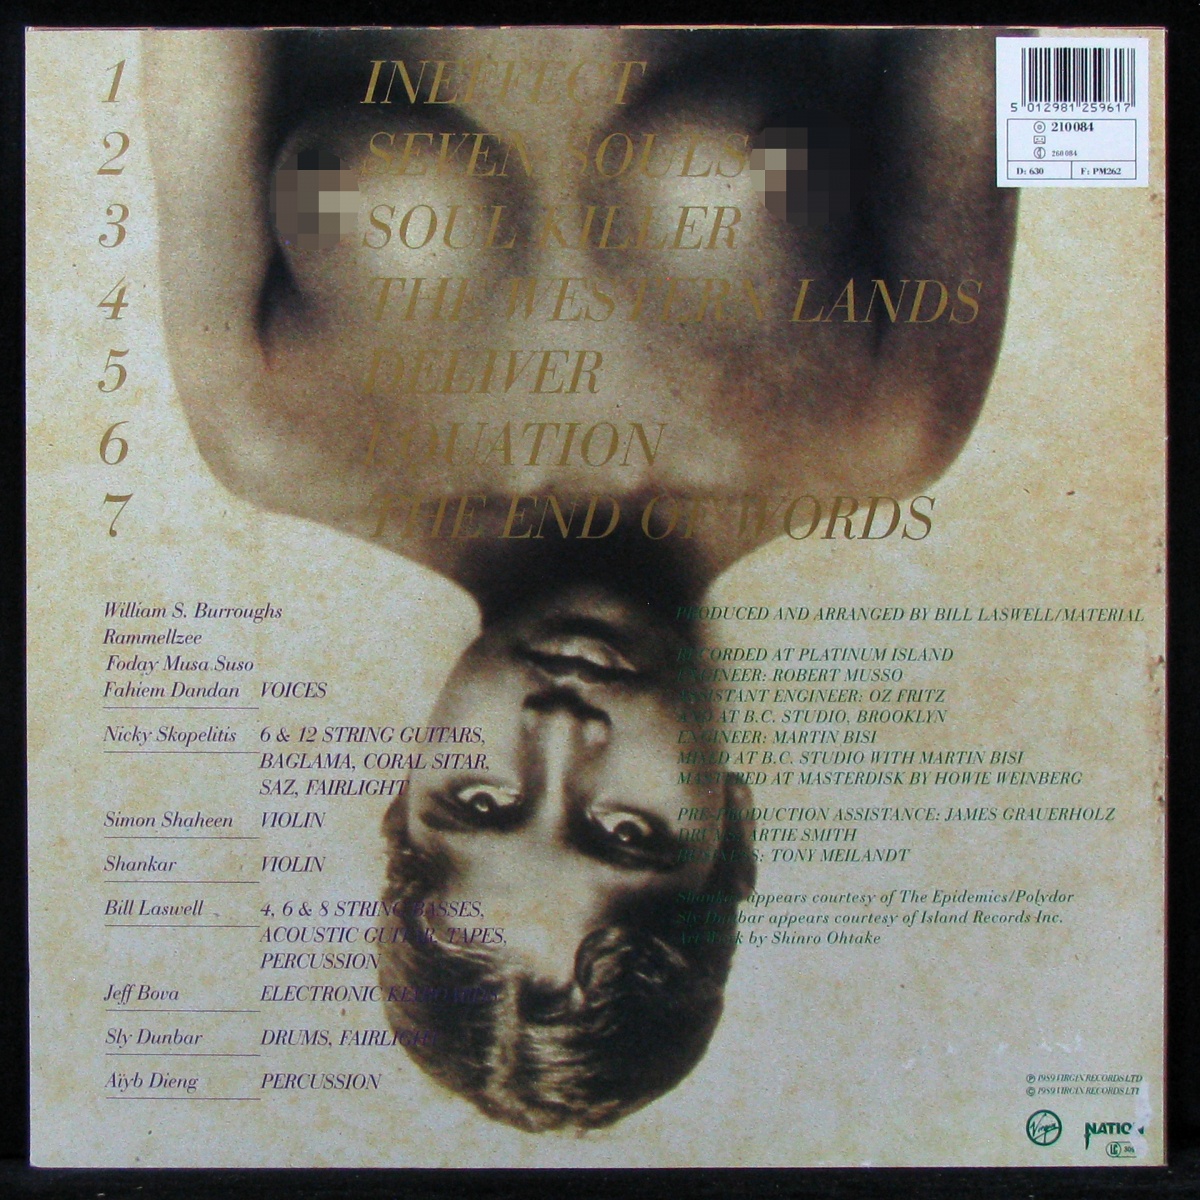 1 INEFFECT
2 SEVEN SOULS
3 SOUL KILLER
4 THE WESTERN LANDS
5 DELIVER
6 EQUATION
7 THE END OF WORDS
5 012981 259617
210084
260084
D: 630 F: PM262
William S. Burroughs
Rammellzee
Foday Musa Suso
Fahiem Dandan VOICES
Nicky Skopelitis 6 & 12 STRING GUITARS,
BAGLAMA, CORAL SITAR,
SAZ, FAIRLIGHT
Simon Shaheen VIOLIN
Shankar VIOLIN
Bill Laswell 4, 6 & 8 STRING BASSES,
ACOUSTIC GUITAR, TAPES,
PERCUSSION
Jeff Bova ELECTRONIC KEYBOARDS
Sly Dunbar DRUMS, FAIRLIGHT
Aïyb Dieng PERCUSSION
PRODUCED AND ARRANGED BY BILL LASWELL/MATERIAL
RECORDED AT PLATINUM ISLAND
ENGINEER: ROBERT MUSSO
ASSISTANT ENGINEER: OZ FRITZ
AND AT B.C. STUDIO, BROOKLYN
ENGINEER: MARTIN BISI
MIXED AT B.C. STUDIO WITH MARTIN BISI
MASTERED AT MASTERDISK BY HOWIE WEINBERG
PRE-PRODUCTION ASSISTANCE: JAMES GRAUERHOLZ
DRUMS: ARTIE SMITH
BUSINESS: TONY MEILANDT
Shankar appears courtesy of The Epidemics/Polydor
Sly Dunbar appears courtesy of Island Records Inc.
Art Work by Shinro Ohtake
℗ 1989 VIRGIN RECORDS LTD
© 1989 VIRGIN RECORDS LTD
Virgin NATIO
LC